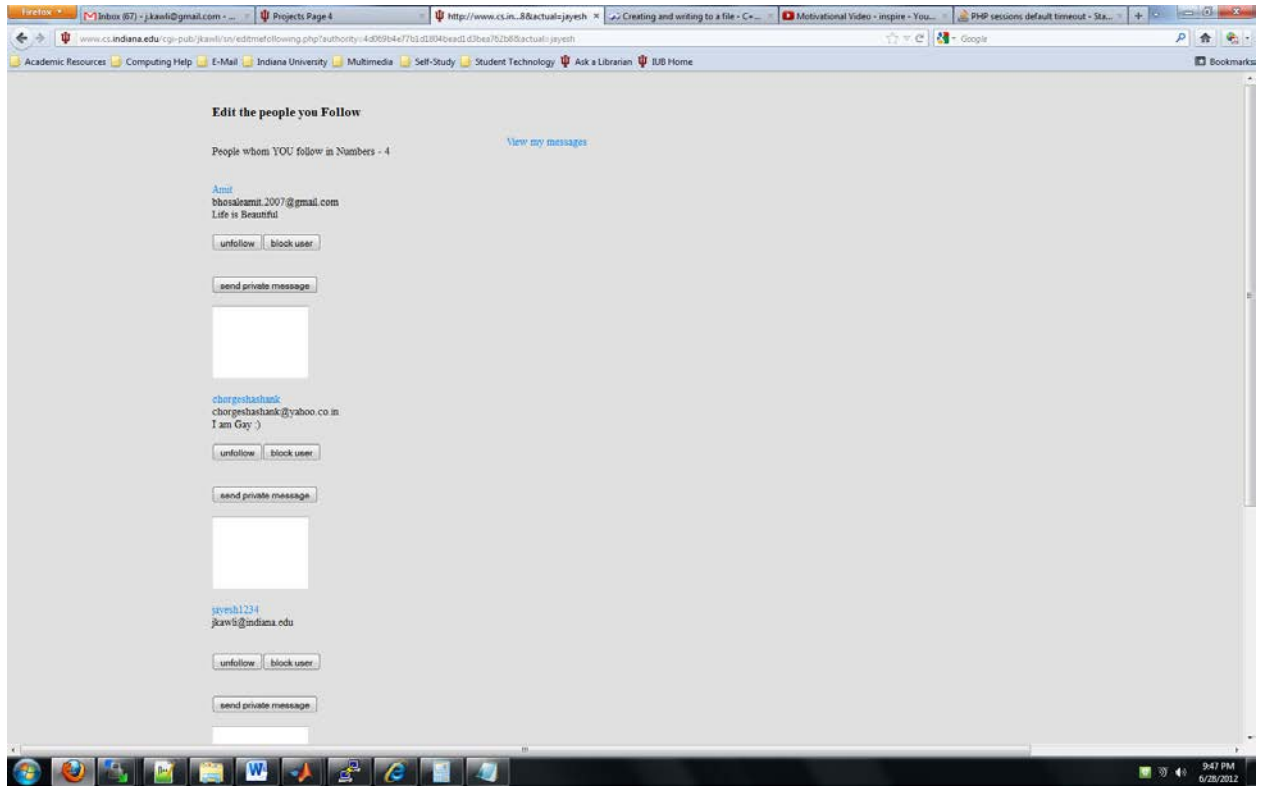 Firefox
Inbox (67) - j.kawli@gmail.com - ...
Projects Page 4
http://www.cs.in...8&actual=jayesh
Creating and writing to a file - C+...
Motivational Video - inspire - You...
PHP sessions default timeout - Sta...
Google
Academic Resources Computing Help E-Mail Indiana University Multimedia Self-Study Student Technology Ask a Librarian IUB Home Bookmarks
Edit the people you Follow
View my messages
People whom YOU follow in Numbers - 4
Amit
bhosaleamit.2007@gmail.com
Life is Beautiful
unfollow block user
send private message
chorgeshashank
chorgeshashank@yahoo.co.in
I am Gay :)
unfollow block user
send private message
jayesh1234
jkawli@indiana.edu
unfollow block user
send private message
9:47 PM
6/28/2012